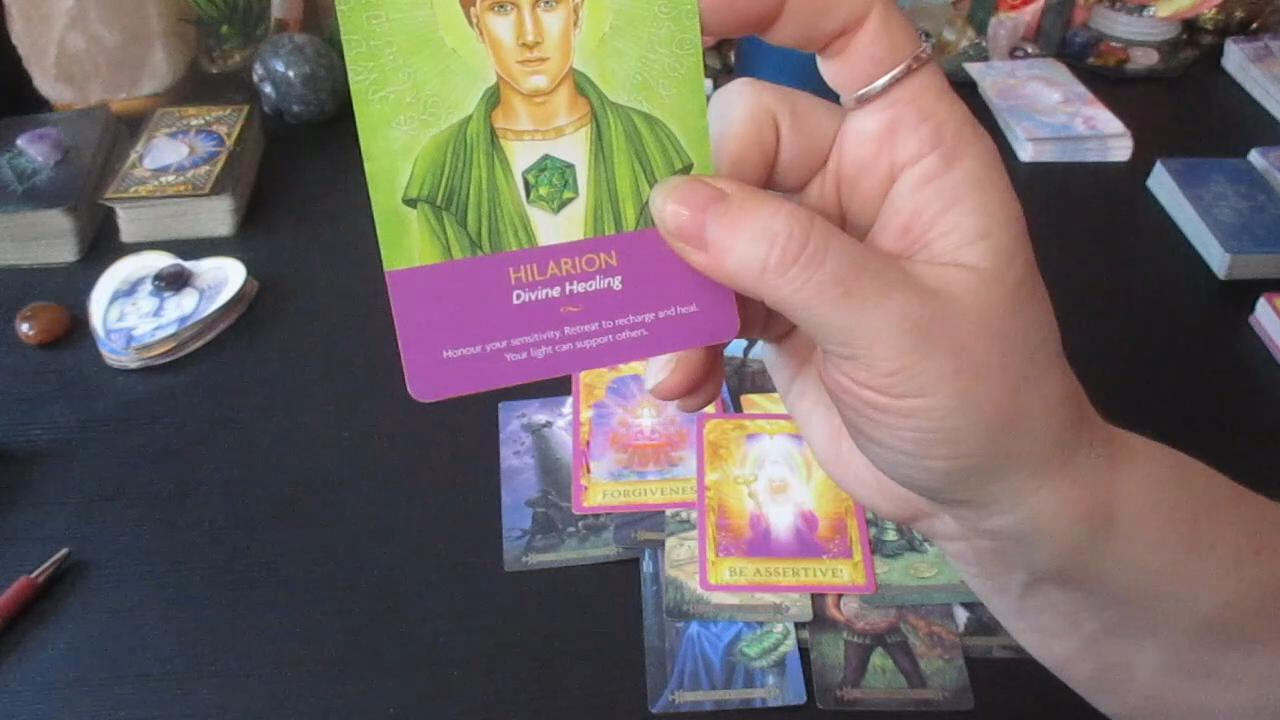 HILARION
Divine Healing
Honour your sensitivity. Retreat to recharge and heal.
Your light can support others.
FORGIVENES
BE ASSERTIVE!